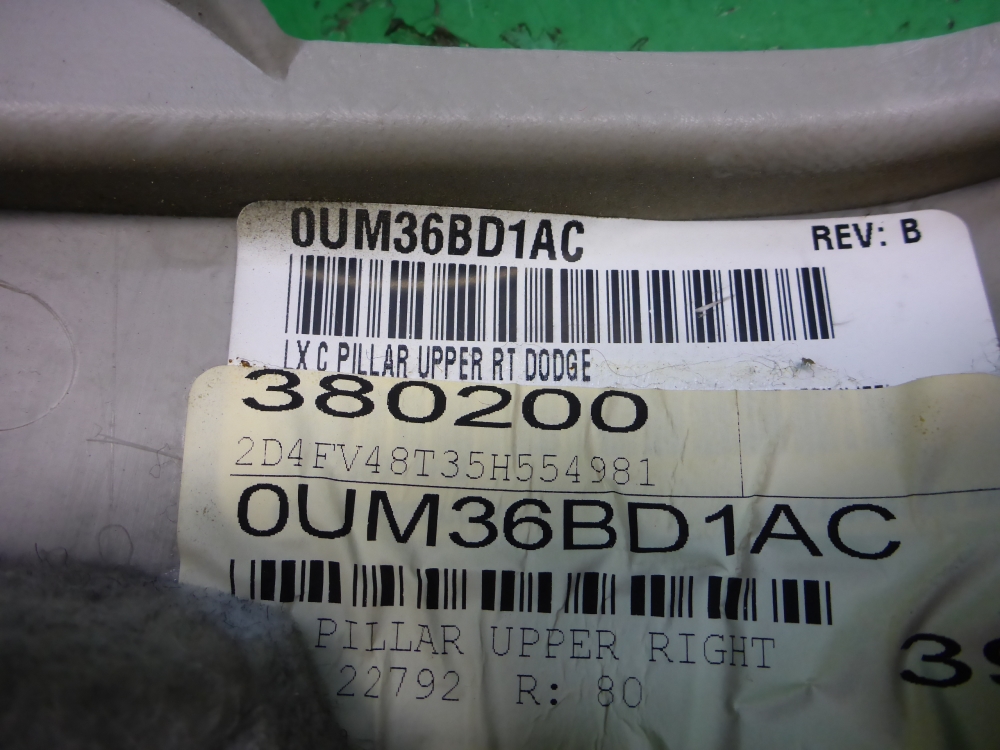 0UM36BD1AC REV: B
LX C PILLAR UPPER RT DODGE
380200
2D4FV48T35H554981
0UM36BD1AC
PILLAR UPPER RIGHT
22792 R: 80